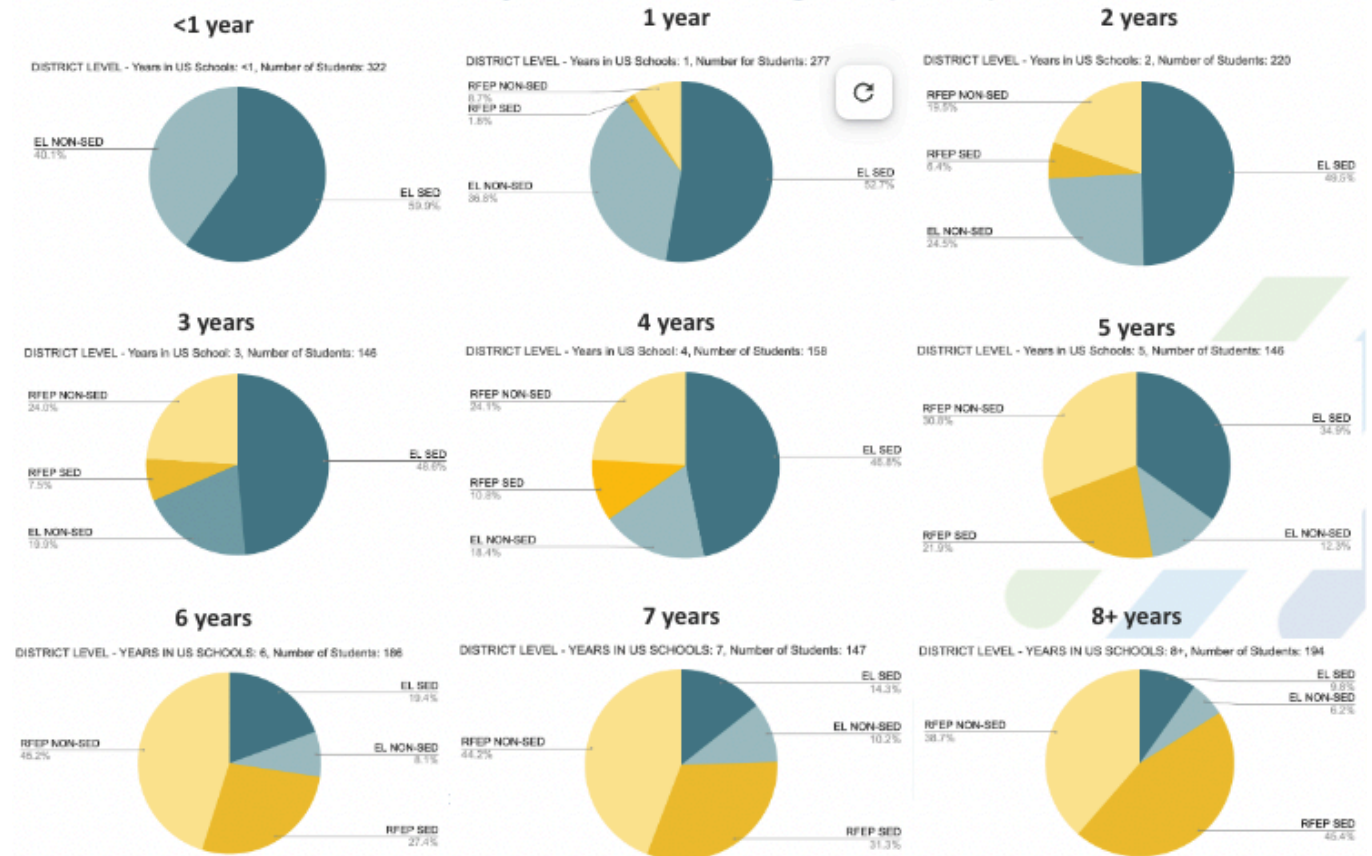 <1 year
DISTRICT LEVEL - Years in US Schools: <1, Number of Students: 322
EL NON-SED
40.1%
EL SED
59.9%
1 year
DISTRICT LEVEL - Years in US Schools: 1, Number for Students: 277
RFEP NON-SED
8.7%
RFEP SED
1.8%
EL NON-SED
36.8%
EL SED
52.7%
2 years
DISTRICT LEVEL - Years in US Schools: 2, Number of Students: 220
RFEP NON-SED
19.5%
RFEP SED
6.4%
EL NON-SED
24.5%
EL SED
49.5%
3 years
DISTRICT LEVEL - Years in US School: 3, Number of Students: 146
RFEP NON-SED
24.0%
RFEP SED
7.5%
EL NON-SED
19.9%
EL SED
48.6%
4 years
DISTRICT LEVEL - Years in US School: 4, Number of Students: 158
RFEP NON-SED
24.1%
RFEP SED
10.8%
EL NON-SED
18.4%
EL SED
46.8%
5 years
DISTRICT LEVEL - Years in US Schools: 5, Number of Students: 146
RFEP NON-SED
30.8%
RFEP SED
21.9%
EL SED
34.9%
EL NON-SED
12.3%
6 years
DISTRICT LEVEL - YEARS IN US SCHOOLS: 6, Number of Students: 186
RFEP NON-SED
45.2%
EL SED
19.4%
EL NON-SED
8.1%
RFEP SED
27.4%
7 years
DISTRICT LEVEL - YEARS IN US SCHOOLS: 7, Number of Students: 147
RFEP NON-SED
44.2%
EL SED
14.3%
EL NON-SED
10.2%
RFEP SED
31.3%
8+ years
DISTRICT LEVEL - YEARS IN US SCHOOLS: 8+, Number of Students: 194
RFEP NON-SED
38.7%
EL SED
9.8%
EL NON-SED
6.2%
RFEP SED
45.4%